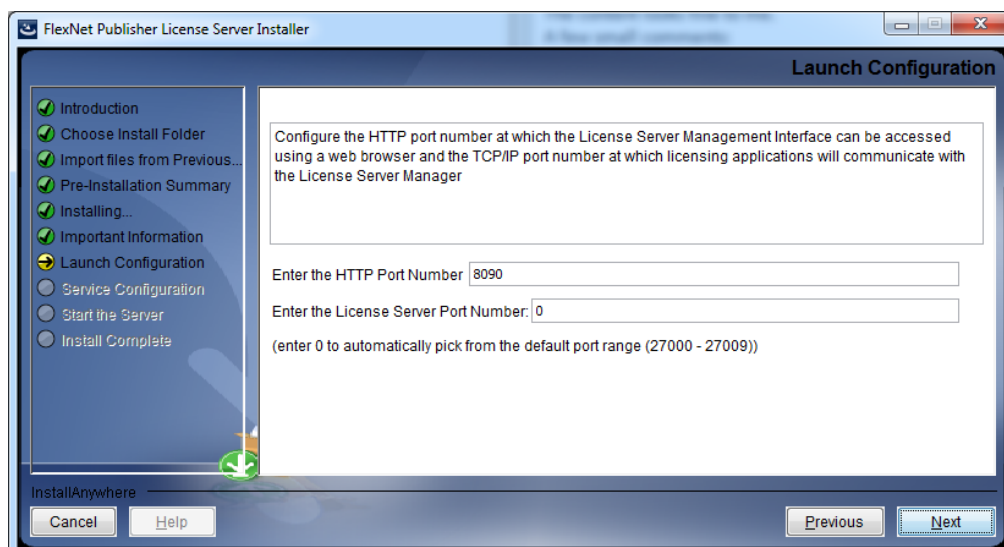 FlexNet Publisher License Server Installer
A few small comments:
Launch Configuration
Introduction
Choose Install Folder
Import files from Previous...
Pre-Installation Summary
Installing...
Important Information
Launch Configuration
Service Configuration
Start the Server
Install Complete
Configure the HTTP port number at which the License Server Management Interface can be accessed
using a web browser and the TCP/IP port number at which licensing applications will communicate with
the License Server Manager
Enter the HTTP Port Number 8090
Enter the License Server Port Number: 0
(enter 0 to automatically pick from the default port range (27000 - 27009))
InstallAnywhere
Cancel Help Previous Next